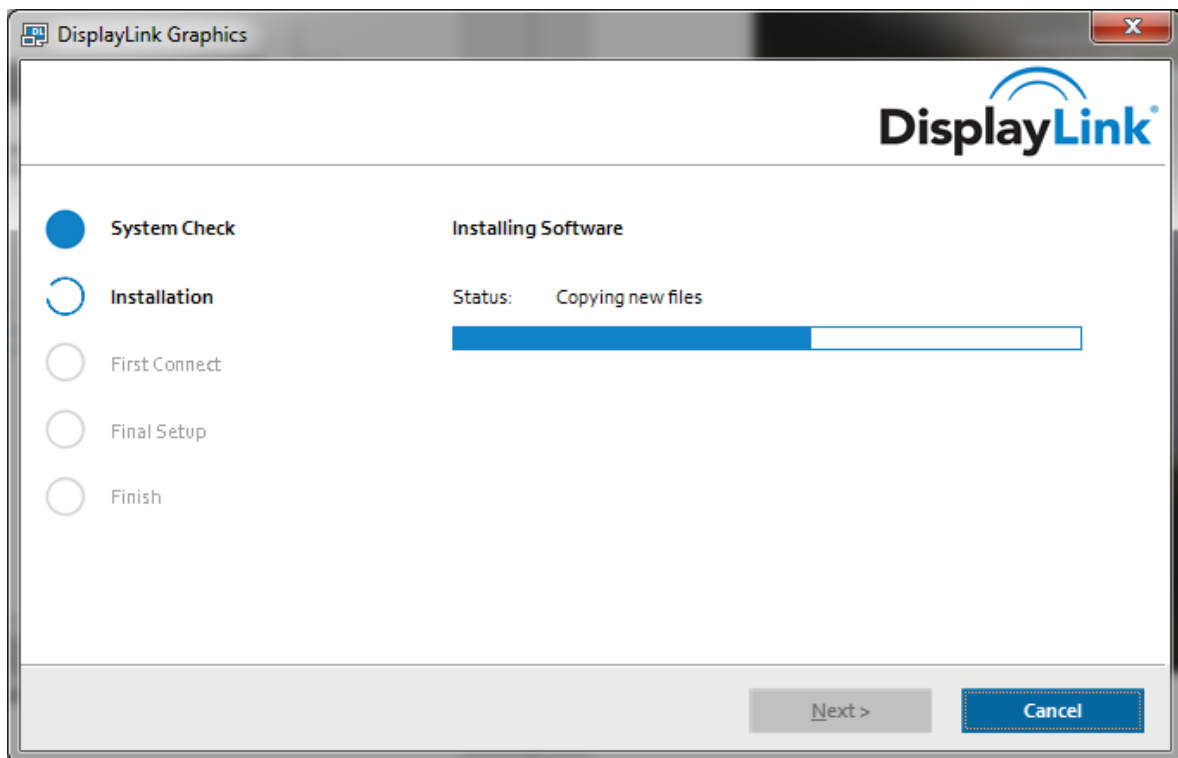 DisplayLink Graphics
DisplayLink®
System Check
Installing Software
Installation
Status: Copying new files
First Connect
Final Setup
Finish
Next >
Cancel